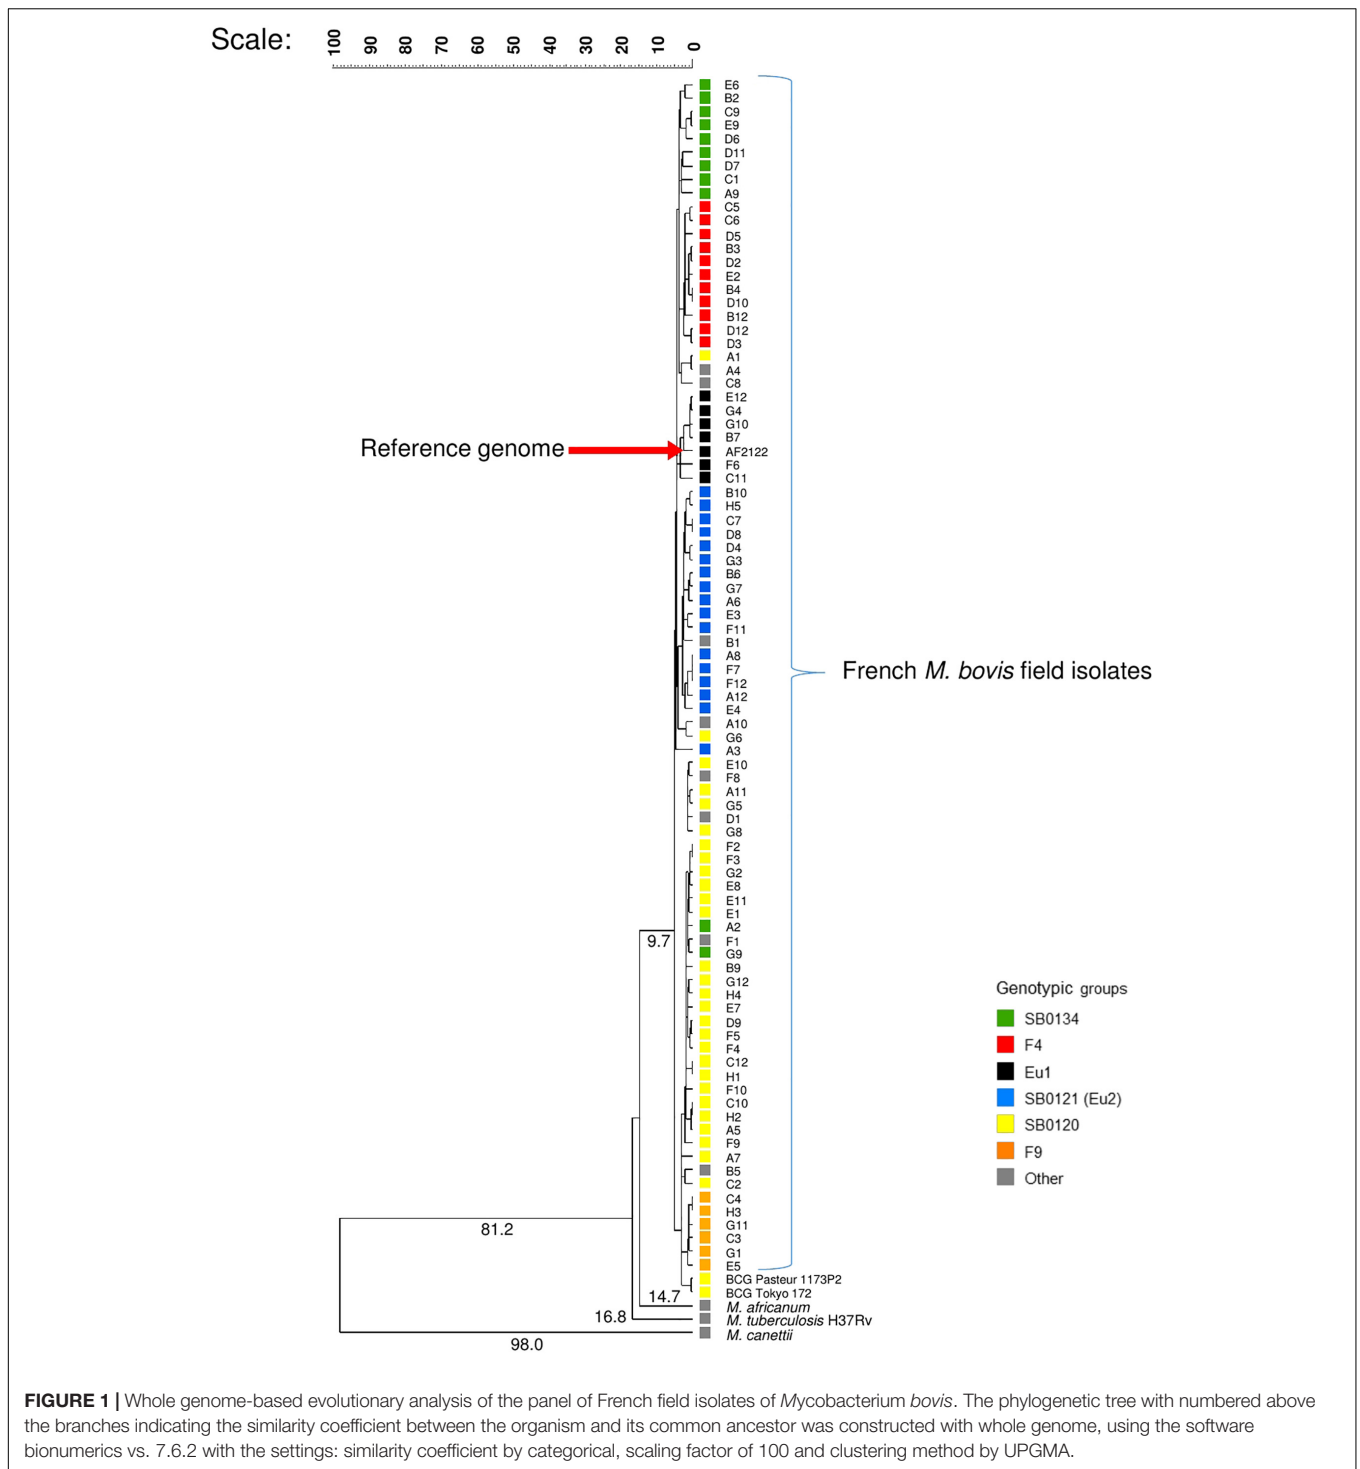 Scale:
100 90 80 70 60 50 40 30 20 10 0
E6
B2
C9
E9
D6
D11
D7
C1
A9
C5
C6
D5
B3
D2
E2
B4
D10
B12
D12
D3
A1
A4
C8
E12
G4
G10
B7
Reference genome
AF2122
F6
C11
B10
H5
C7
D8
D4
G3
B6
G7
A6
E3
F11
B1
A8
F7
French M. bovis field isolates
F12
A12
E4
A10
G6
A3
E10
F8
A11
G5
D1
G8
F2
F3
G2
E8
E11
E1
A2
9.7
F1
G9
B9
G12
H4
E7
D9
F5
F4
C12
H1
F10
C10
H2
A5
F9
A7
B5
C2
C4
H3
G11
81.2
C3
G1
E5
BCG Pasteur 1173P2
14.7
BCG Tokyo 172
M. africanum
16.8
M. tuberculosis H37Rv
M. canettii
98.0
Genotypic groups
SB0134
F4
Eu1
SB0121 (Eu2)
SB0120
F9
Other
FIGURE 1 | Whole genome-based evolutionary analysis of the panel of French field isolates of Mycobacterium bovis. The phylogenetic tree with numbered above
the branches indicating the similarity coefficient between the organism and its common ancestor was constructed with whole genome, using the software
bionumerics vs. 7.6.2 with the settings: similarity coefficient by categorical, scaling factor of 100 and clustering method by UPGMA.